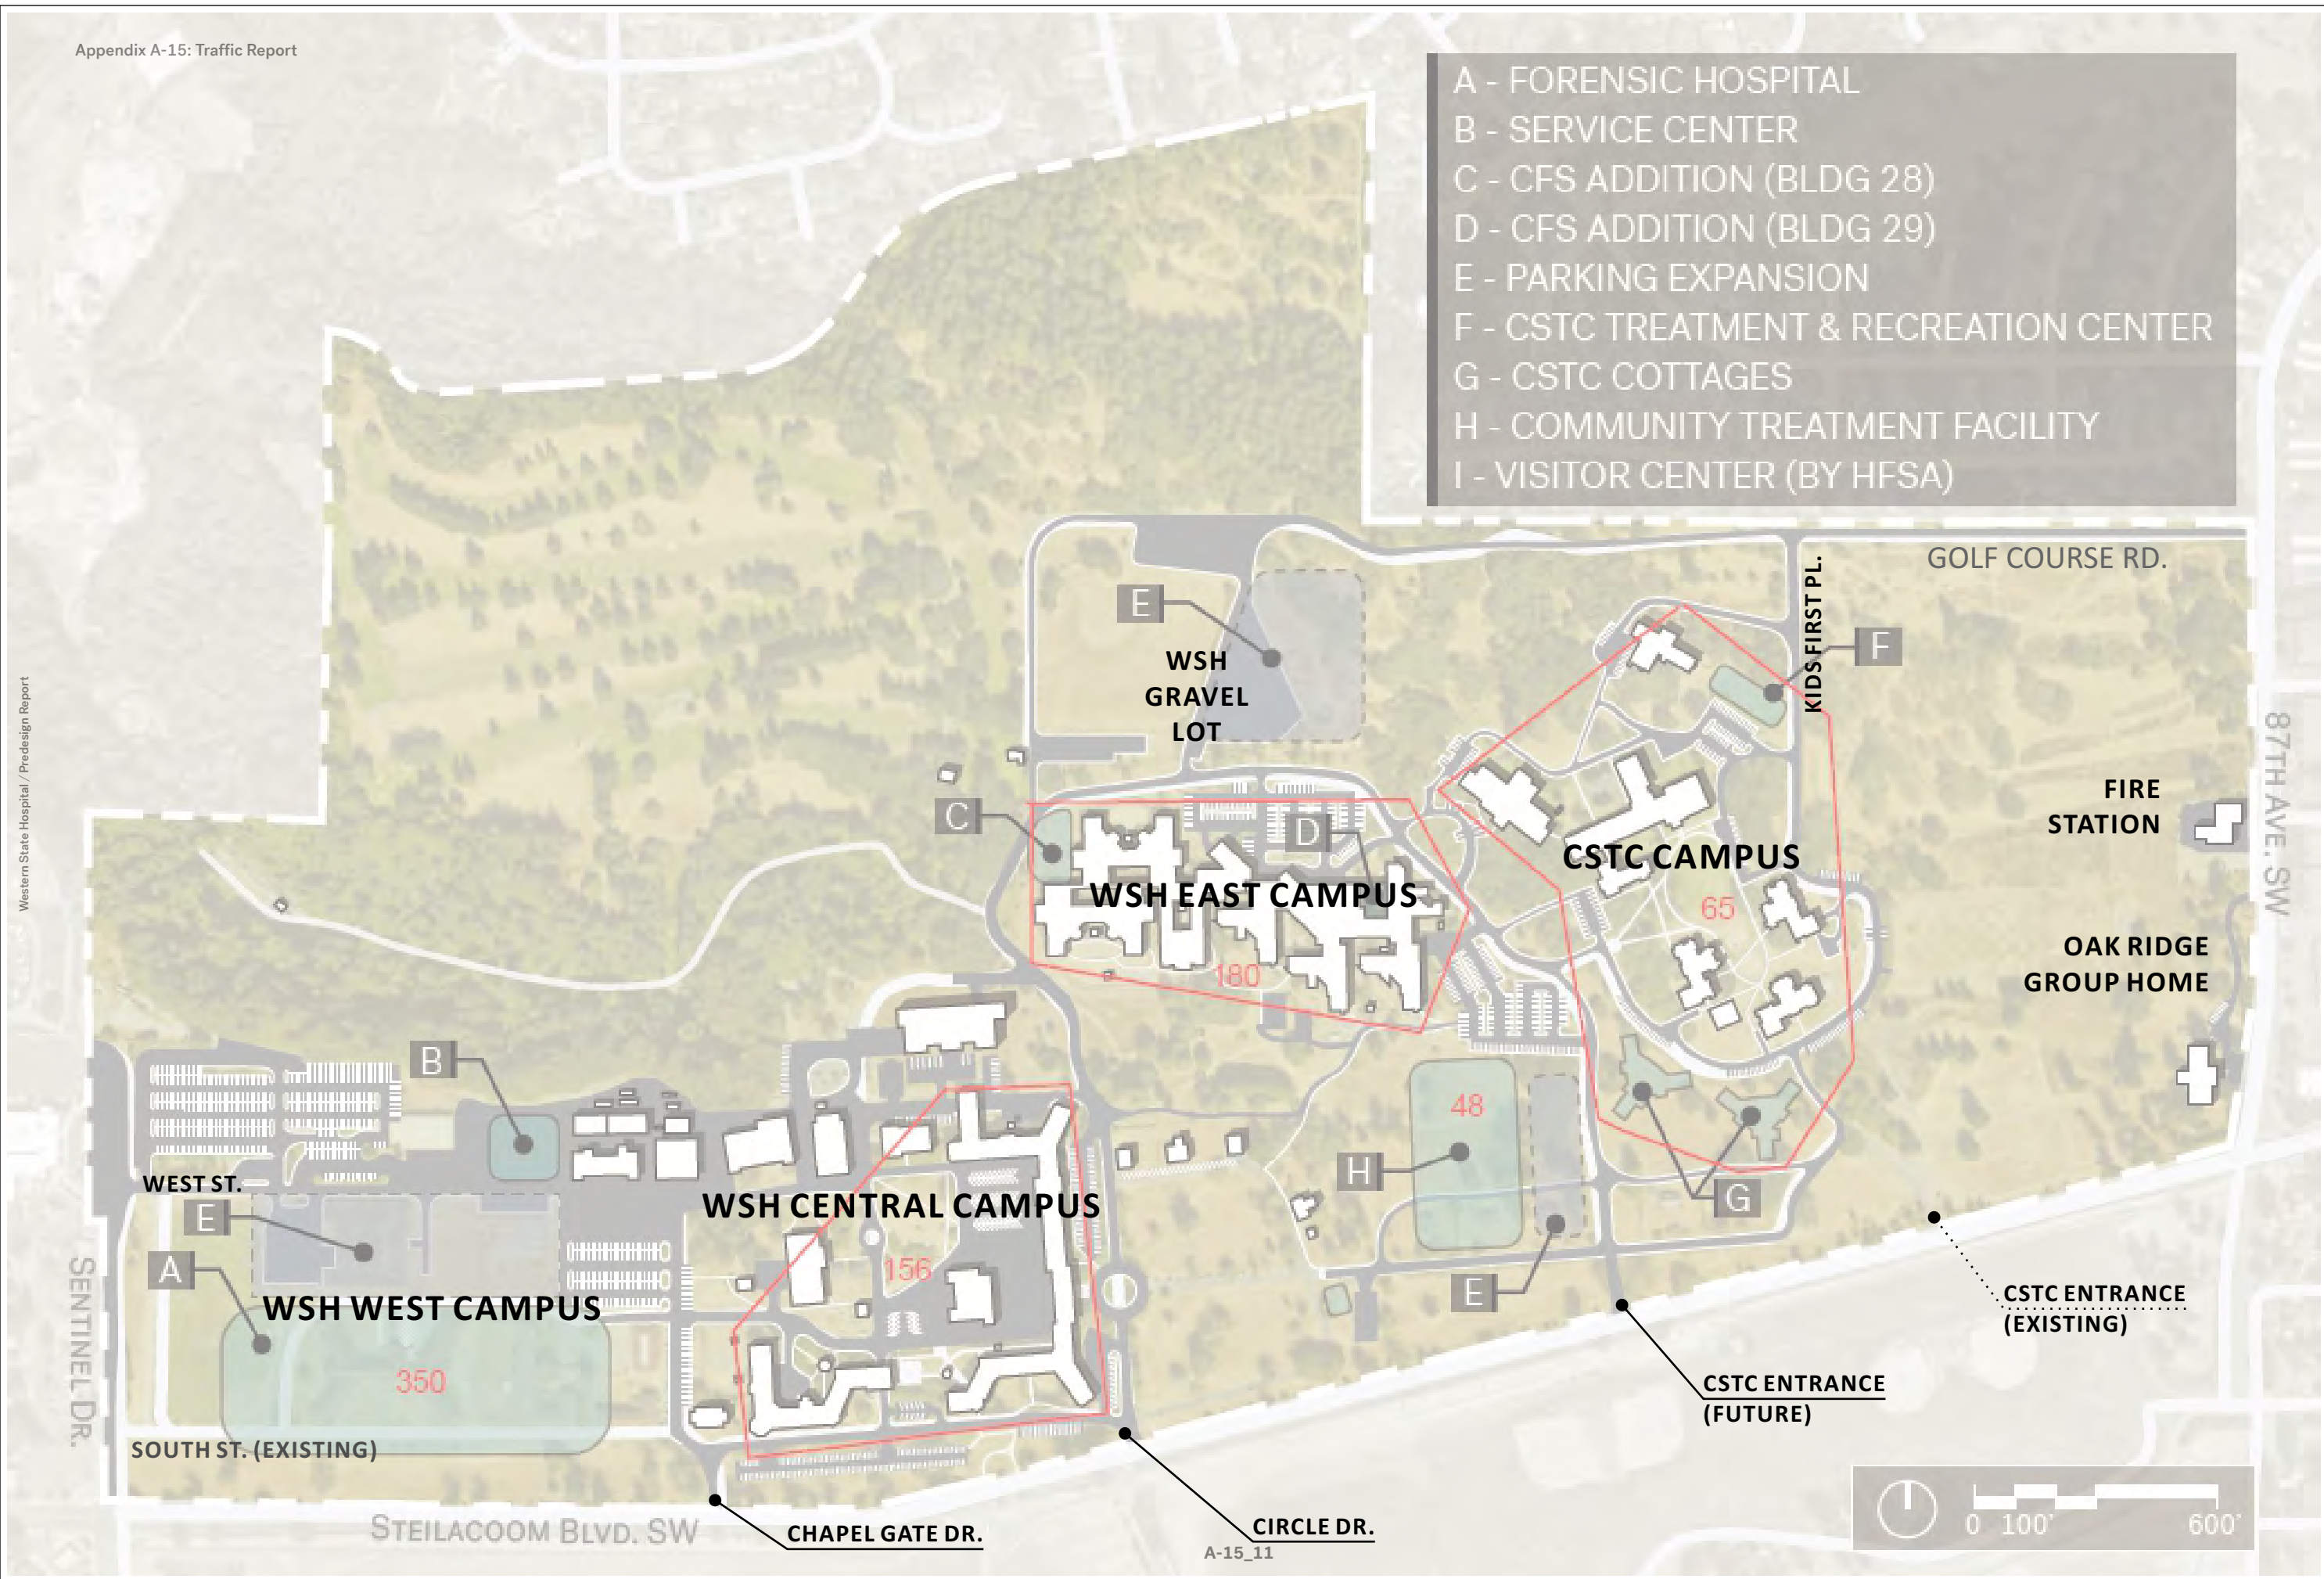 Appendix A-15: Traffic Report
A - FORENSIC HOSPITAL
B - SERVICE CENTER
C - CFS ADDITION (BLDG 28)
D - CFS ADDITION (BLDG 29)
E - PARKING EXPANSION
F - CSTC TREATMENT & RECREATION CENTER
G - CSTC COTTAGES
H - COMMUNITY TREATMENT FACILITY
I - VISITOR CENTER (BY HFSA)
GOLF COURSE RD.
KIDS FIRST PL.
E
WSH
GRAVEL
LOT
F
Western State Hospital / Predesign Report
87TH AVE. SW
FIRE
STATION
C
D
CSTC CAMPUS
WSH EAST CAMPUS
65
OAK RIDGE
GROUP HOME
180
B
48
H
WEST ST.
E
WSH CENTRAL CAMPUS
G
A
156
E
WSH WEST CAMPUS
SENTINEL DR.
350
CSTC ENTRANCE
(EXISTING)
CSTC ENTRANCE
(FUTURE)
SOUTH ST. (EXISTING)
STEILACOOM BLVD. SW
CHAPEL GATE DR.
CIRCLE DR.
0 100' 600'
A-15_11